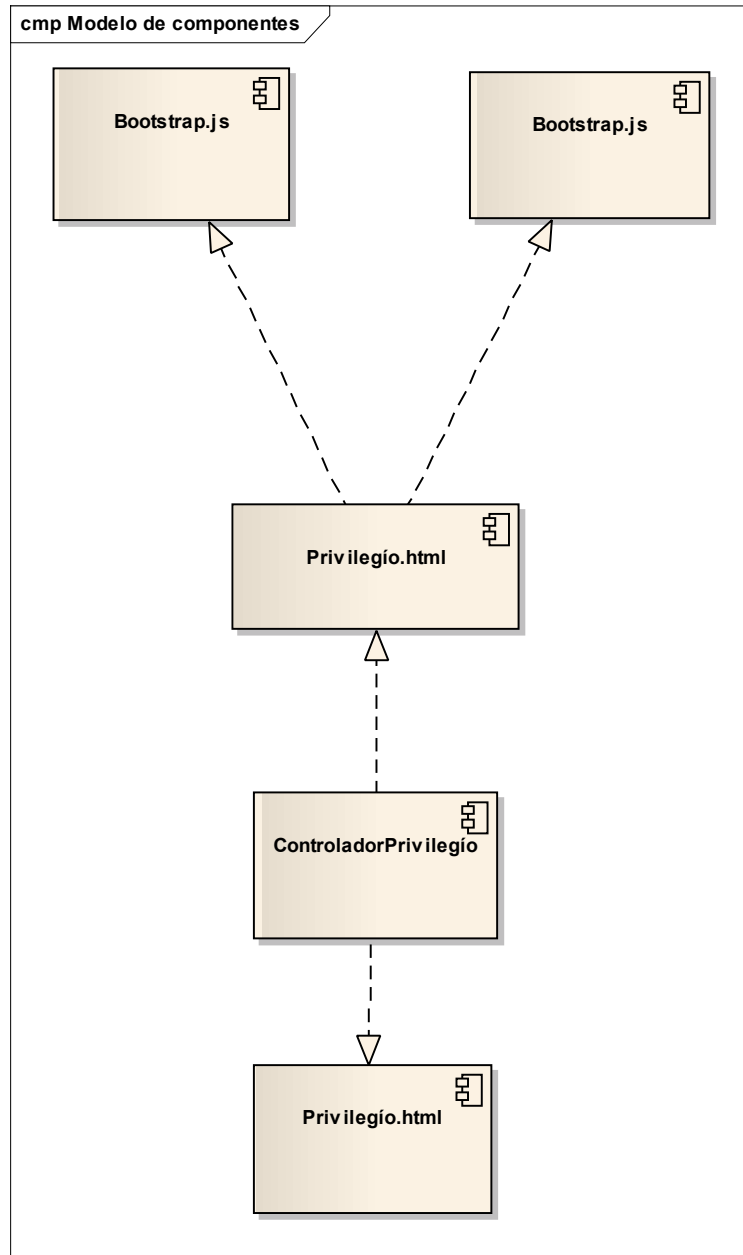 cmp Modelo de componentes
Bootstrap.js
Bootstrap.js
Privilegío.html
ControladorPrivilegío
Privilegío.html